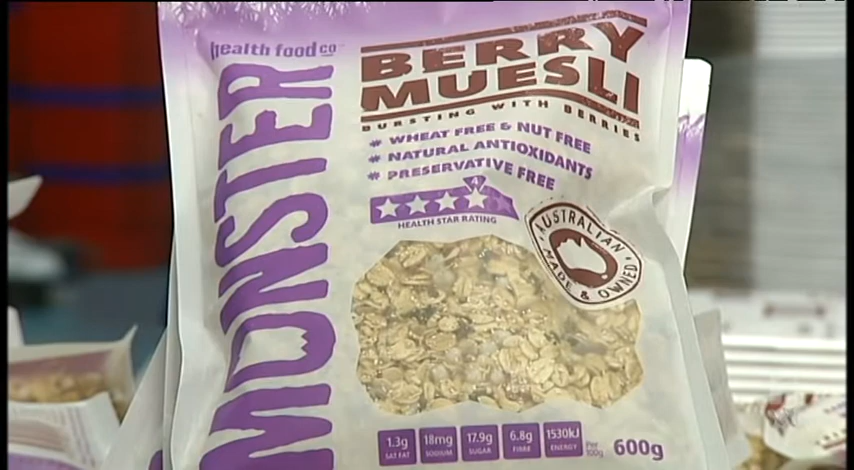 health food co
MONSTER
BERRY
MUESLI
BURSTING WITH BERRIES
WHEAT FREE & NUT FREE
NATURAL ANTIOXIDANTS
PRESERVATIVE FREE
HEALTH STAR RATING
AUSTRALIAN
MADE & OWNED
1.3g SAT FAT
18mg SODIUM
17.9g SUGAR
6.8g FIBRE
1530kJ ENERGY
Per 100g
600g